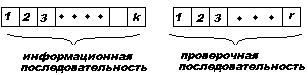 1 2 3 • • • • k 1 2 3 • • • r
информационная проверочная
последовательность последовательность